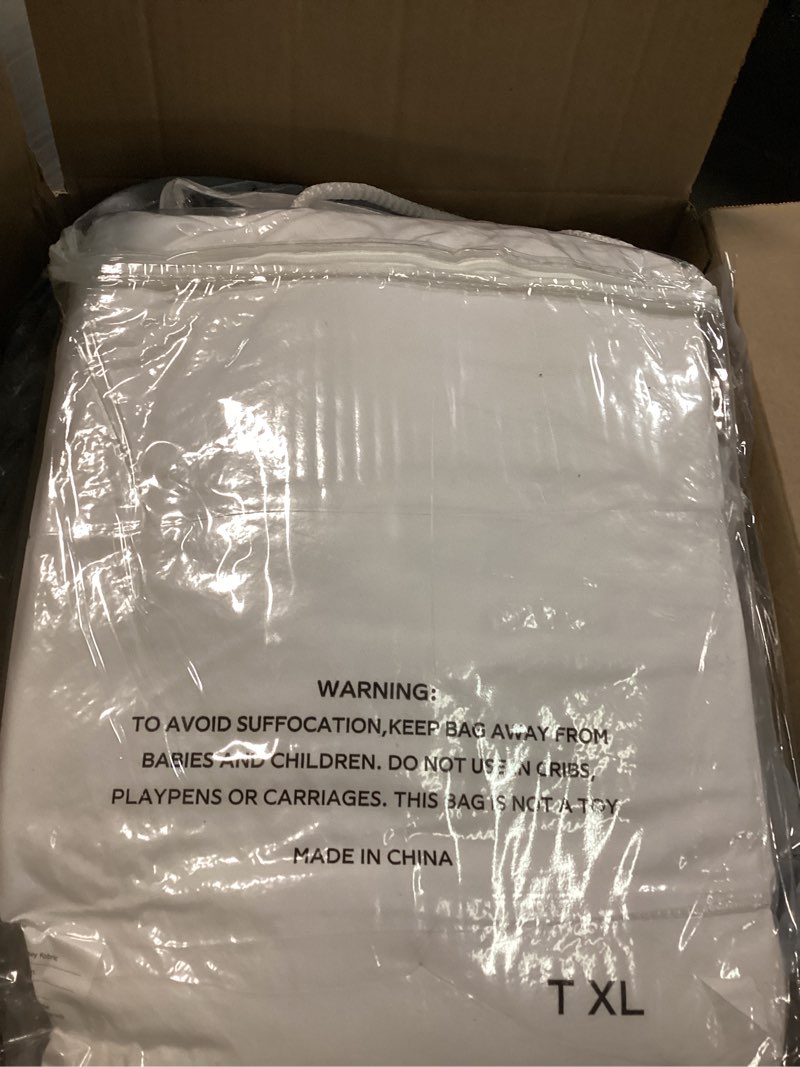 WARNING:
TO AVOID SUFFOCATION,KEEP BAG AWAY FROM
BABIES AND CHILDREN. DO NOT USE IN CRIBS,
PLAYPENS OR CARRIAGES. THIS BAG IS NOT A TOY
MADE IN CHINA
T XL